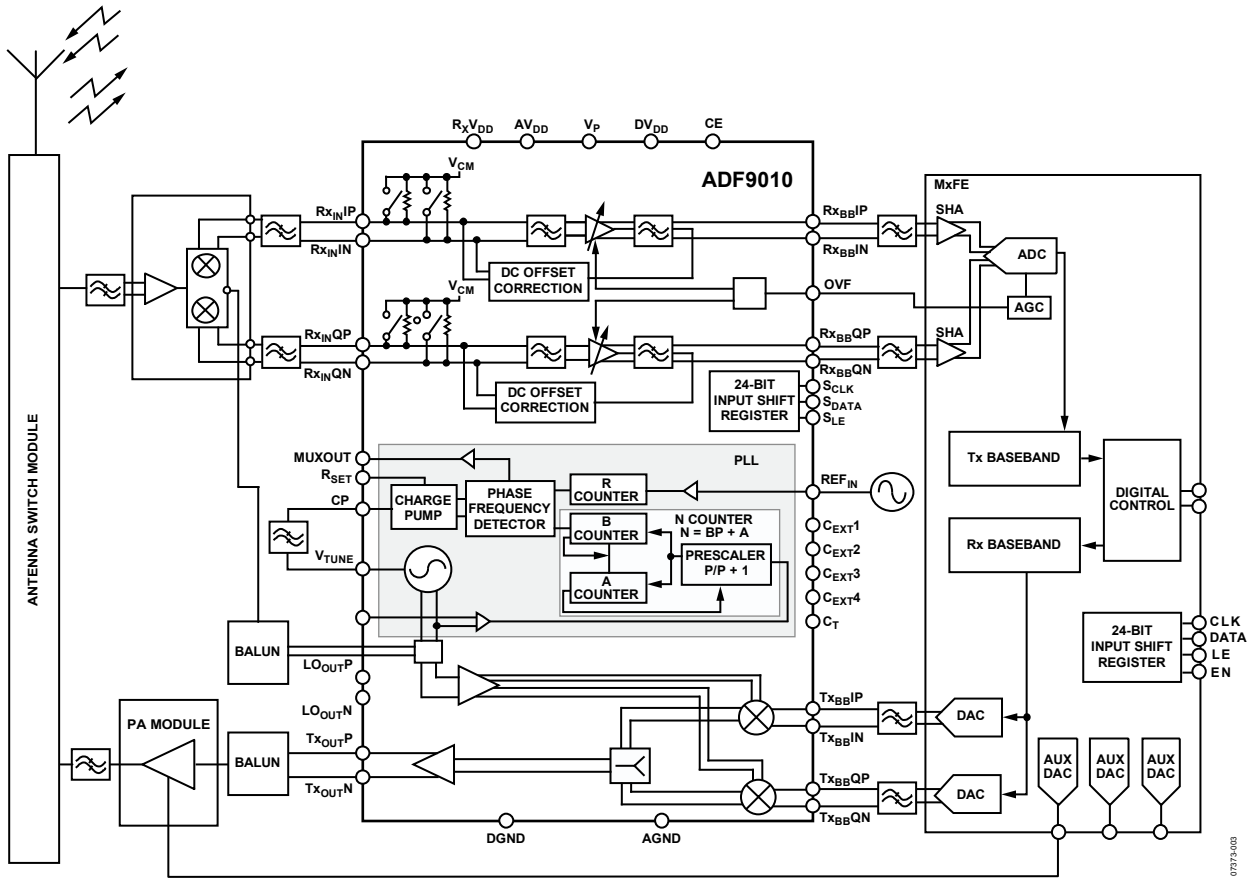 RXVDD AVDD VP DVDD CE
VCM
ADF9010
MxFE
RxINIP
RxBBIP
SHA
RxININ
RxBBIN
ADC
DC OFFSET
CORRECTION
VCM
OVF
AGC
RxINQP
RxBBQP
SHA
RxINQN
RxBBQN
DC OFFSET
CORRECTION
24-BIT
INPUT SHIFT
REGISTER
SCLK
SDATA
SLE
ANTENNA SWITCH MODULE
MUXOUT
PLL
RSET
CP
CHARGE
PUMP
PHASE
FREQUENCY
DETECTOR
R
COUNTER
REFIN
Tx BASEBAND
DIGITAL
CONTROL
B
COUNTER
N COUNTER
N = BP + A
CEXT1
CEXT2
Rx BASEBAND
VTUNE
PRESCALER
P/P + 1
A
COUNTER
CEXT3
CEXT4
CT
BALUN
24-BIT
INPUT SHIFT
REGISTER
CLK
DATA
LE
EN
LOOUTP
LOOUTN
TxBBIP
TxBBIN
DAC
PA MODULE
BALUN
TxOUTP
TxOUTN
TxBBQP
TxBBQN
DAC
AUX
DAC
AUX
DAC
AUX
DAC
DGND AGND
07373-003